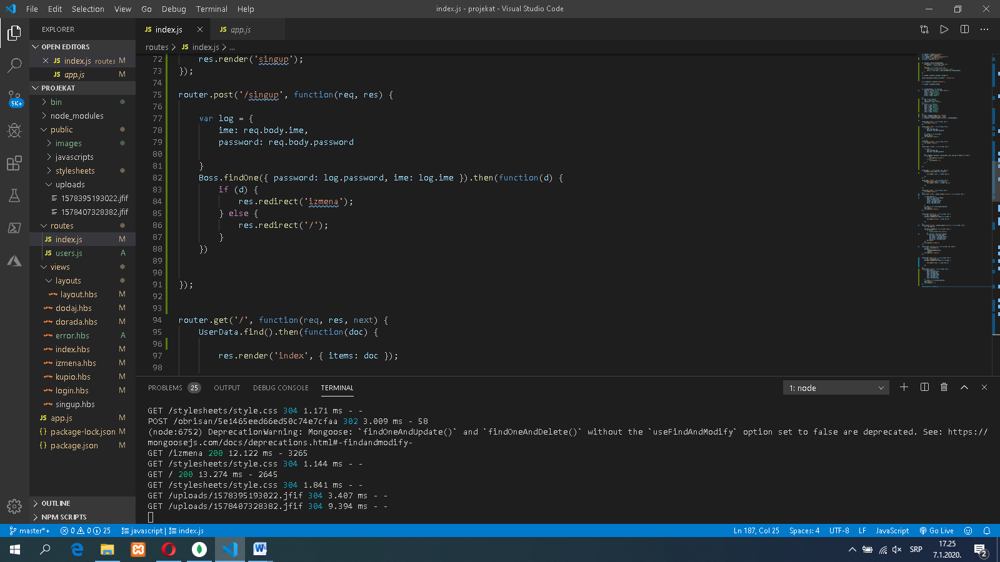 File Edit Selection View Go Debug Terminal Help
index.js - projekat - Visual Studio Code
EXPLORER
OPEN EDITORS
index.js routes M
app.js M
PROJEKAT
bin
node_modules
public
images
javascripts
stylesheets
uploads
1578395193022.jfif
1578407328382.jfif
routes
index.js M
users.js A
views
layouts
layout.hbs M
dodaj.hbs M
dorada.hbs M
error.hbs A
index.hbs M
izmena.hbs M
kupio.hbs M
login.hbs M
singup.hbs
app.js M
package-lock.json M
package.json M
OUTLINE
NPM SCRIPTS
5K+
JS index.js
JS app.js
routes > JS index.js > ...
72 res.render('singup');
73 });
74
75 router.post('/singup', function(req, res) {
76
77 var log = {
78 ime: req.body.ime,
79 password: req.body.password
80
81 }
82 Boss.findOne({ password: log.password, ime: log.ime }).then(function(d) {
83 if (d) {
84 res.redirect('izmena');
85 } else {
86 res.redirect('/');
87 }
88 })
89
90
91 });
92
93
94 router.get('/', function(req, res, next) {
95 UserData.find().then(function(doc) {
96
97 res.render('index', { items: doc });
98
PROBLEMS 25 OUTPUT DEBUG CONSOLE TERMINAL
1: node
GET /stylesheets/style.css 304 1.171 ms - -
POST /obrisan/5e1465eed66ed50c74e7cfaa 302 3.009 ms - 58
(node:6752) DeprecationWarning: Mongoose: `findOneAndUpdate()` and `findOneAndDelete()` without the `useFindAndModify` option set to false are deprecated. See: https://
mongoosejs.com/docs/deprecations.html#-findandmodify-
GET /izmena 200 12.122 ms - 3265
GET /stylesheets/style.css 304 1.144 ms - -
GET / 200 13.274 ms - 2645
GET /stylesheets/style.css 304 1.841 ms - -
GET /uploads/1578395193022.jfif 304 3.407 ms - -
GET /uploads/1578407328382.jfif 304 9.394 ms - -
master*+ 0 0 25 javascript | index.js
Ln 187, Col 25 Spaces: 4 UTF-8 LF JavaScript Go Live
SRP
17.25
7.1.2020.
2